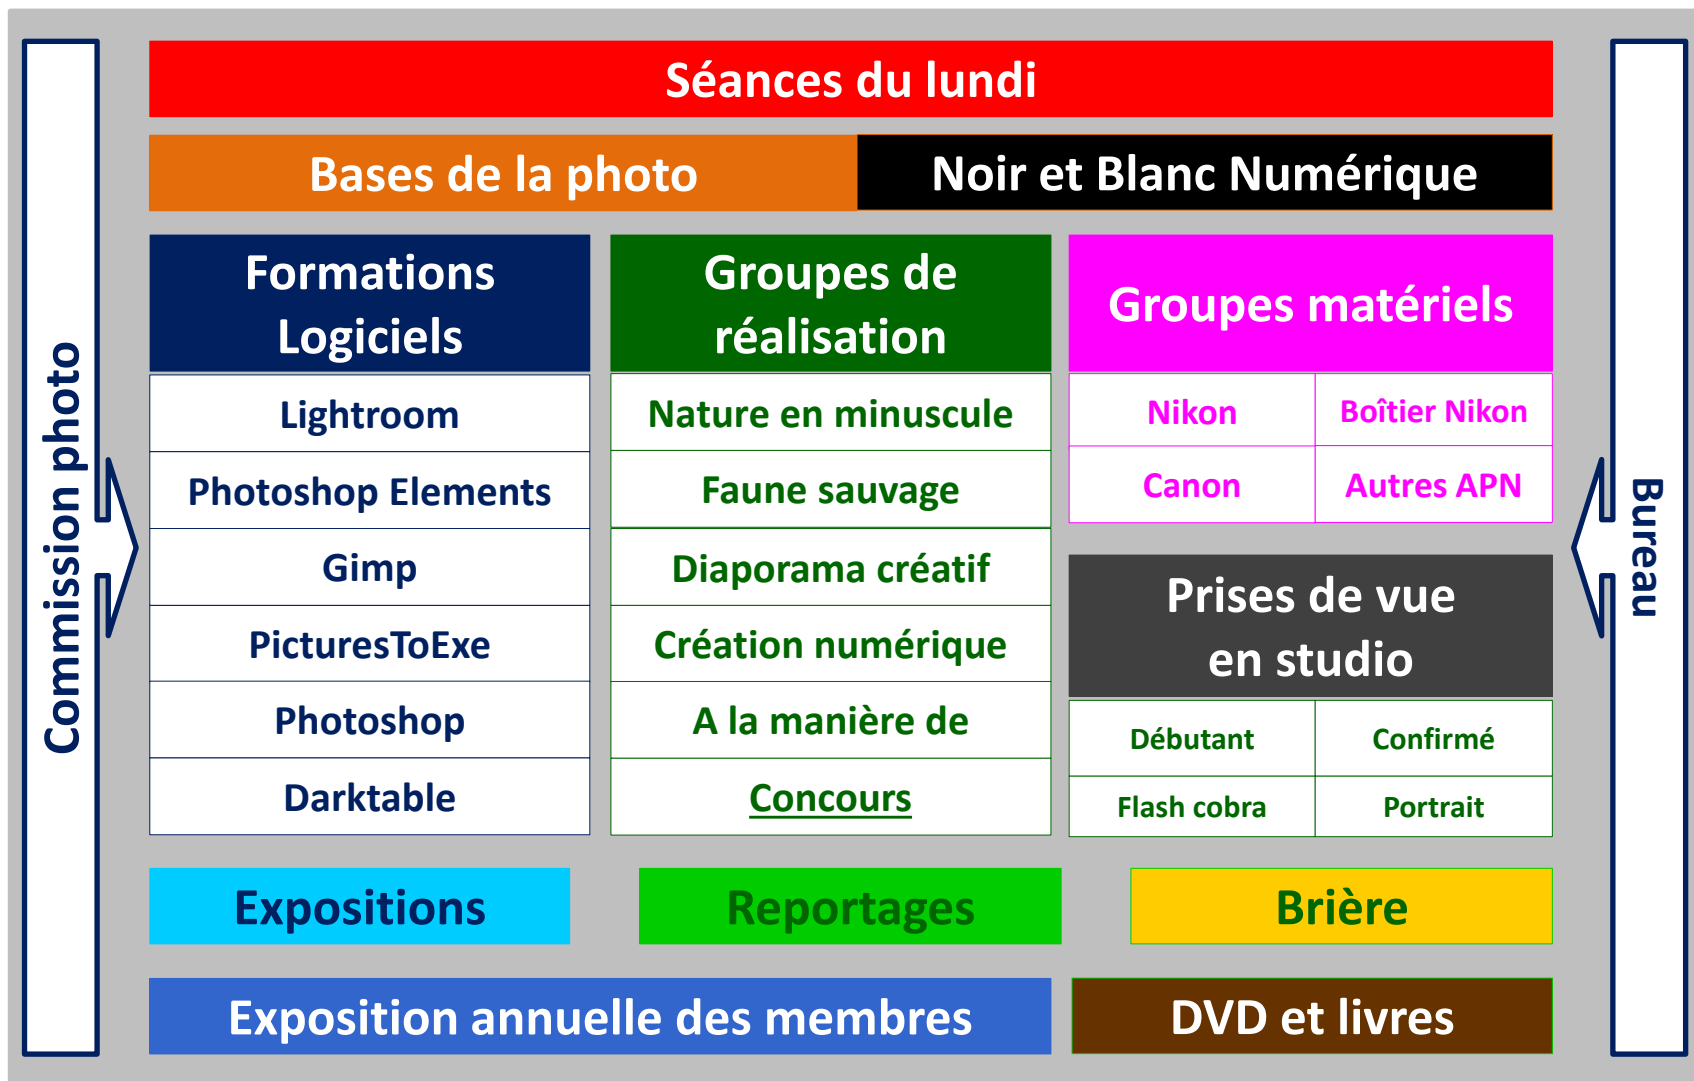 Commission photo
Séances du lundi
Bases de la photo
Noir et Blanc Numérique
Formations
Logiciels
Lightroom
Photoshop Elements
Gimp
PicturesToExe
Photoshop
Darktable
Groupes de
réalisation
Nature en minuscule
Faune sauvage
Diaporama créatif
Création numérique
A la manière de
Concours
Groupes matériels
Nikon
Boîtier Nikon
Canon
Autres APN
Prises de vue
en studio
Débutant
Confirmé
Flash cobra
Portrait
Expositions
Reportages
Brière
Exposition annuelle des membres
DVD et livres
Bureau